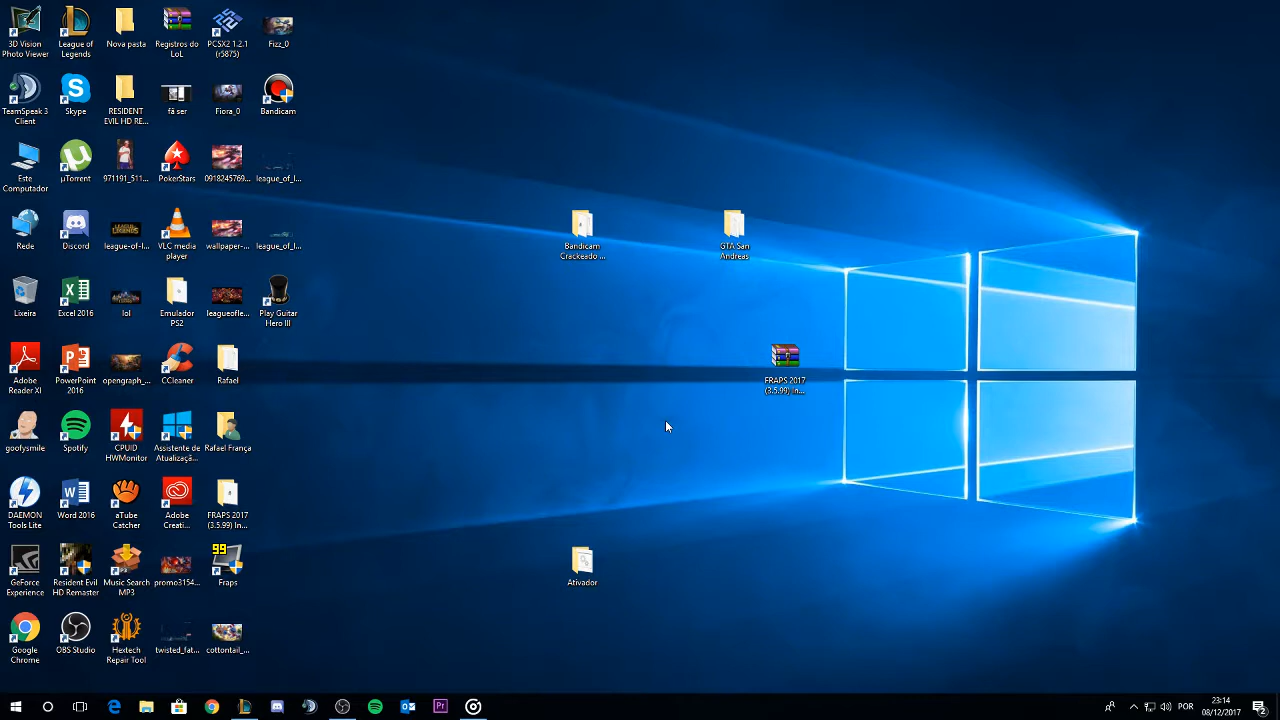 3D Vision
Photo Viewer
League of
Legends
Nova pasta
Registros do
LoL
PCSX2 1.2.1
(r5875)
Fizz_0
TeamSpeak 3
Client
Skype
RESIDENT
EVIL HD RE...
fã ser
Fiora_0
Bandicam
Este
Computador
µTorrent
971191_511...
PokerStars
0918245769...
league_of_l...
Rede
Discord
league-of-l...
VLC media
player
wallpaper-...
league_of_l...
Bandicam
Crackeado ...
GTA San
Andreas
Lixeira
Excel 2016
lol
Emulador
PS2
leagueofle...
Play Guitar
Hero III
Adobe
Reader XI
PowerPoint
2016
opengraph_...
CCleaner
Rafael
FRAPS 2017
(3.5.99) In...
goofysmile
Spotify
CPUID
HWMonitor
Assistente de
Atualizaçã...
Rafael França
DAEMON
Tools Lite
Word 2016
aTube
Catcher
Adobe
Creati...
FRAPS 2017
(3.5.99) In...
GeForce
Experience
Resident Evil
HD Remaster
Music Search
MP3
promo3154...
99
Fraps
Ativador
Google
Chrome
OBS Studio
Hextech
Repair Tool
twisted_fat...
cottontail_...
Pr
POR
23:14
08/12/2017
2